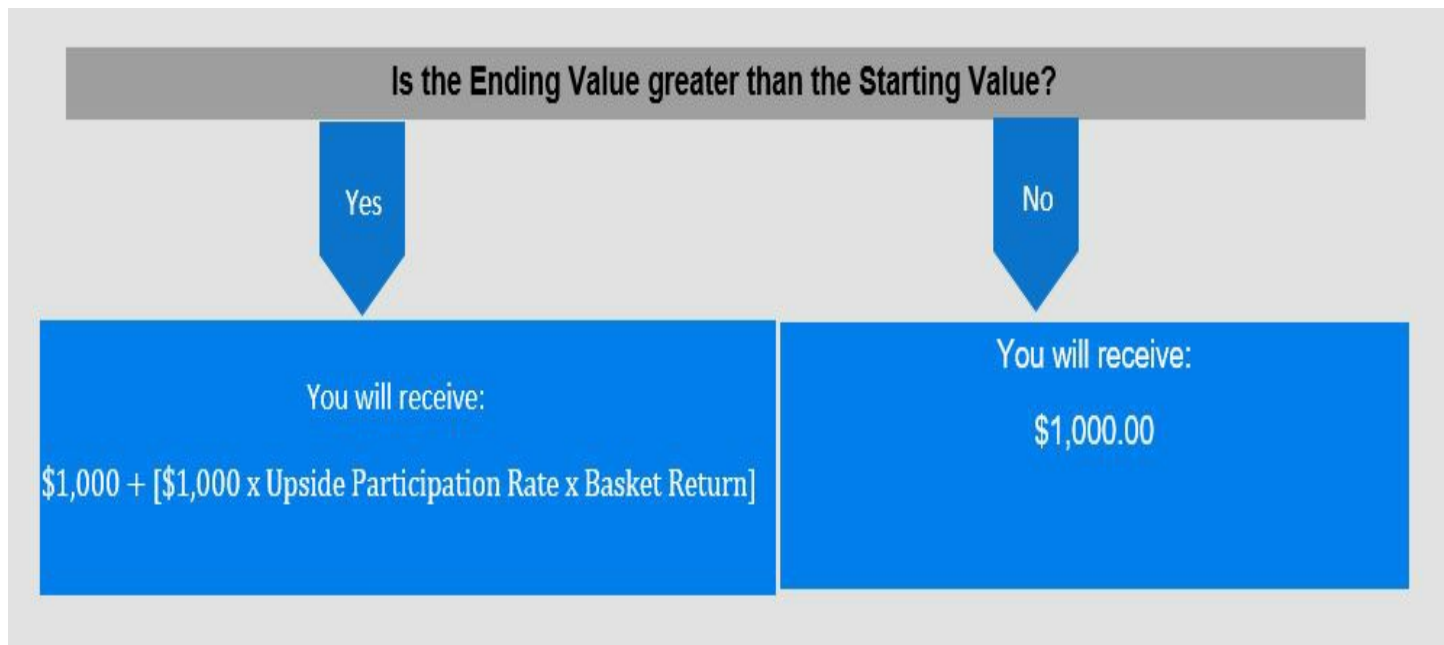 Is the Ending Value greater than the Starting Value?
Yes
No
You will receive:
$1,000 + [$1,000 x Upside Participation Rate x Basket Return]
You will receive:
$1,000.00